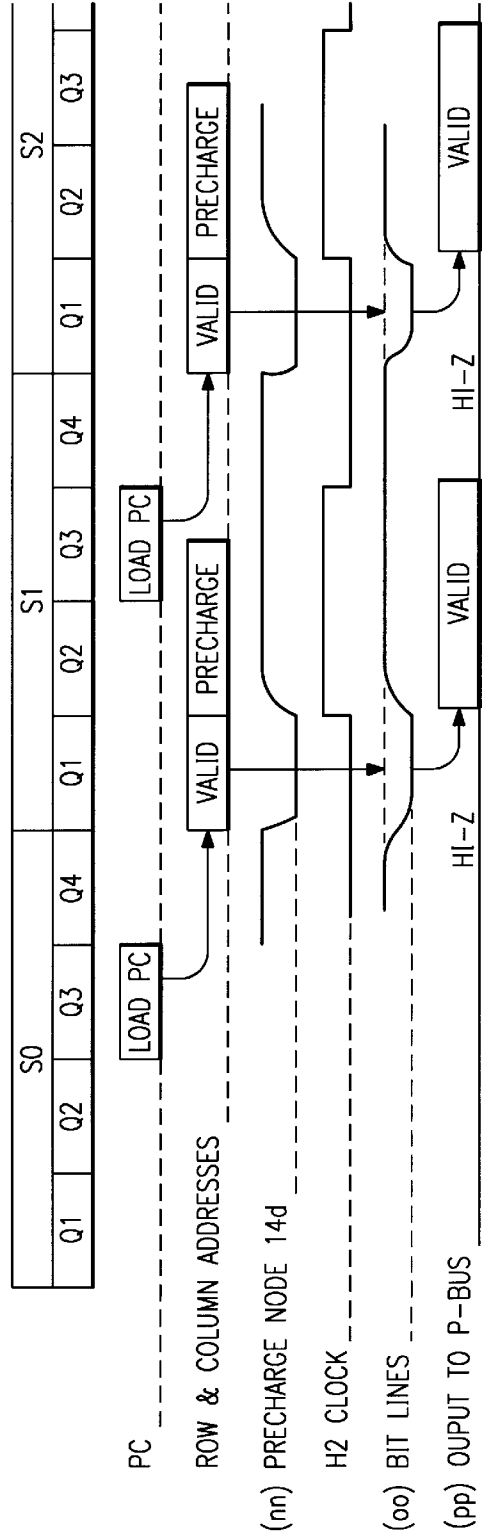 S0 S1 S2
Q1 Q2 Q3 Q4 Q1 Q2 Q3 Q4 Q1 Q2 Q3
PC LOAD PC LOAD PC
ROW & COLUMN ADDRESSES VALID PRECHARGE VALID PRECHARGE
(nn) PRECHARGE NODE 14d
H2 CLOCK
(oo) BIT LINES
(pp) OUPUT TO P-BUS HI-Z VALID HI-Z VALID